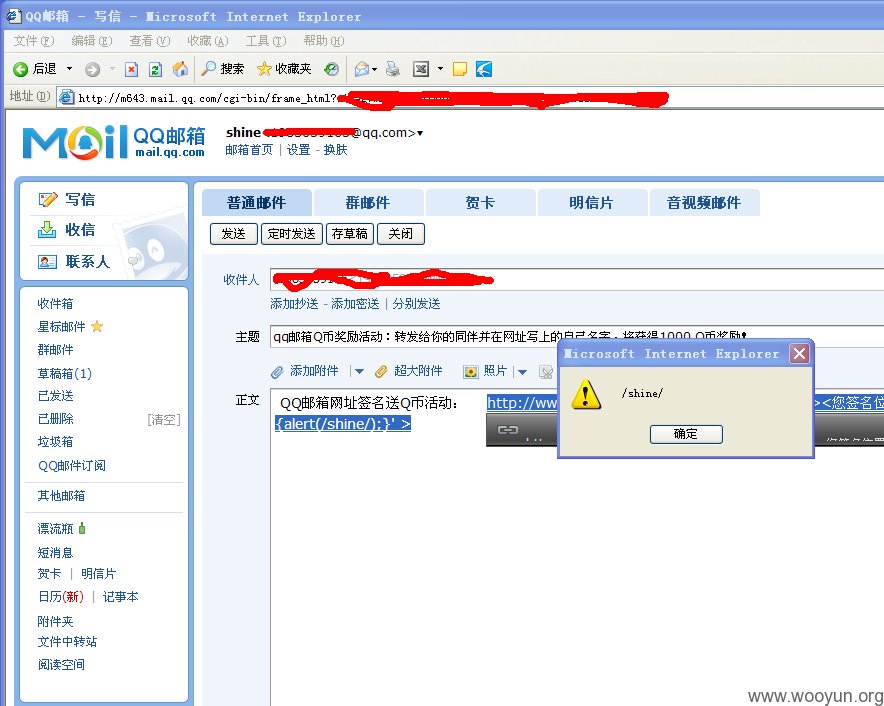 QQ邮箱 - 写信 - Microsoft Internet Explorer
文件(F) 编辑(E) 查看(V) 收藏(A) 工具(T) 帮助(H)
后退 搜索 收藏夹
地址(D) http://m643.mail.qq.com/cgi-bin/frame_html?
Mail QQ邮箱 mail.qq.com
shine @qq.com>
邮箱首页 | 设置 - 换肤
写信
收信
联系人
普通邮件 群邮件 贺卡 明信片 音视频邮件
发送 定时发送 存草稿 关闭
收件人
添加抄送 - 添加密送 | 分别发送
主题 qq邮箱Q币奖励活动：转发给你的同伴并在网址写上的自己名字，将获得1000 Q币奖励！
添加附件 | 超大附件 照片 |
正文 QQ邮箱网址签名送Q币活动： http://ww ><您签名位
{alert(/shine/);}' >
收件箱
星标邮件
群邮件
草稿箱(1)
已发送
已删除 [清空]
垃圾箱
QQ邮件订阅
其他邮箱
漂流瓶
短消息
贺卡 | 明信片
日历(新) | 记事本
附件夹
文件中转站
阅读空间
Microsoft Internet Explorer
/shine/
确定
www.wooyun.org